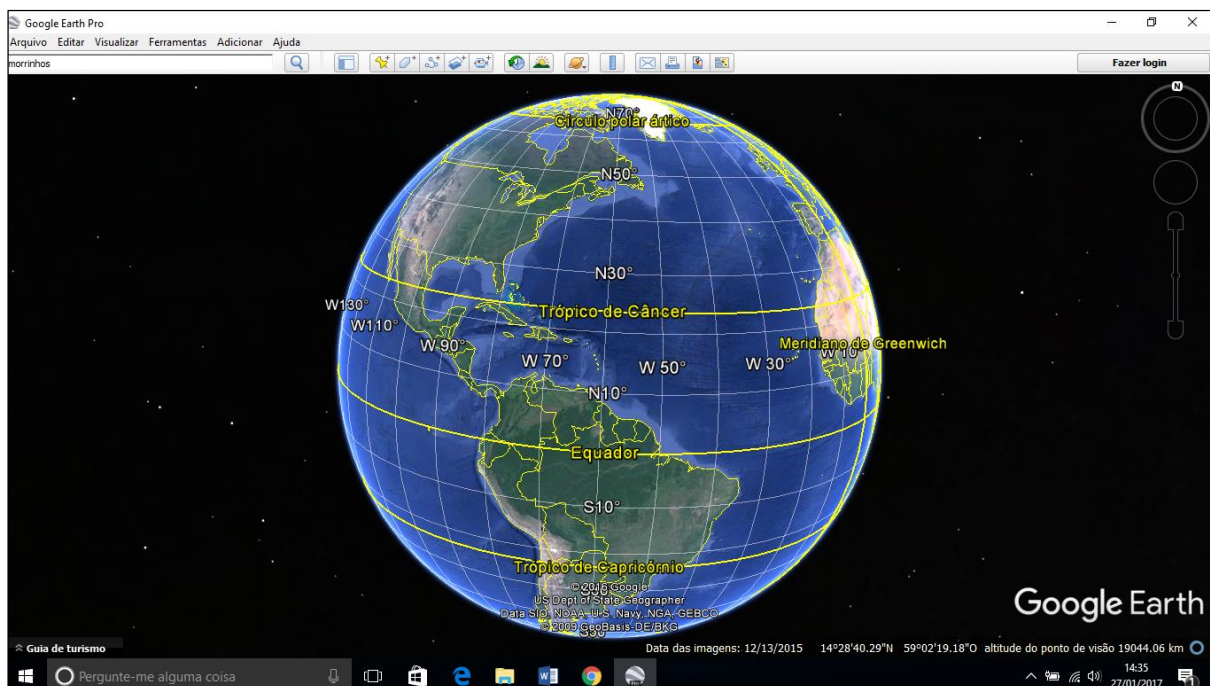 Google Earth Pro
Arquivo Editar Visualizar Ferramentas Adicionar Ajuda
morrinhos
Fazer login
N
N70°
Círculo polar ártico
N50°
N30°
Trópico de Câncer
W130°
W110°
W 90°
W 70°
W 50°
W 30°
W 10°
Meridiano de Greenwich
N10°
Equador
S10°
Trópico de Capricórnio
© 2016 Google
S30°
US Dept of State Geographer
Data SIO, NOAA, U.S. Navy, NGA, GEBCO
© 2009 GeoBasis-DE/BKG
S50°
Google Earth
Guia de turismo
Data das imagens: 12/13/2015 14°28'40.29"N 59°02'19.18"O altitude do ponto de visão 19044.06 km
Pergunte-me alguma coisa
14:35
27/01/2017
1